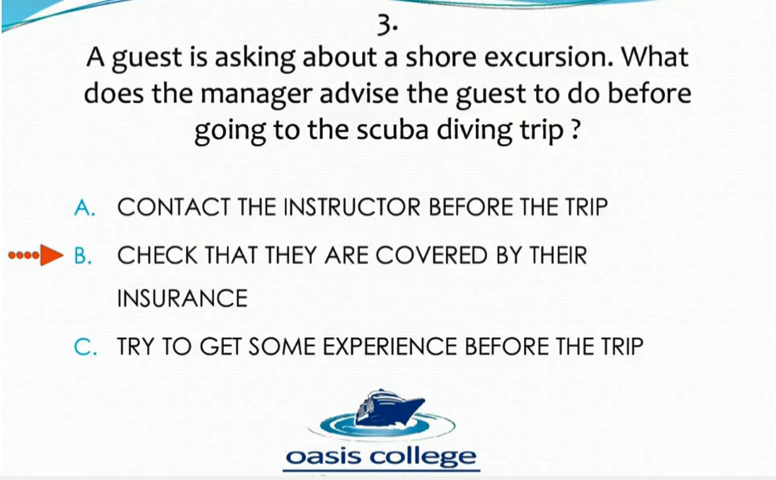 3.
A guest is asking about a shore excursion. What
does the manager advise the guest to do before
going to the scuba diving trip ?
A. CONTACT THE INSTRUCTOR BEFORE THE TRIP
B. CHECK THAT THEY ARE COVERED BY THEIR
INSURANCE
C. TRY TO GET SOME EXPERIENCE BEFORE THE TRIP
oasis college